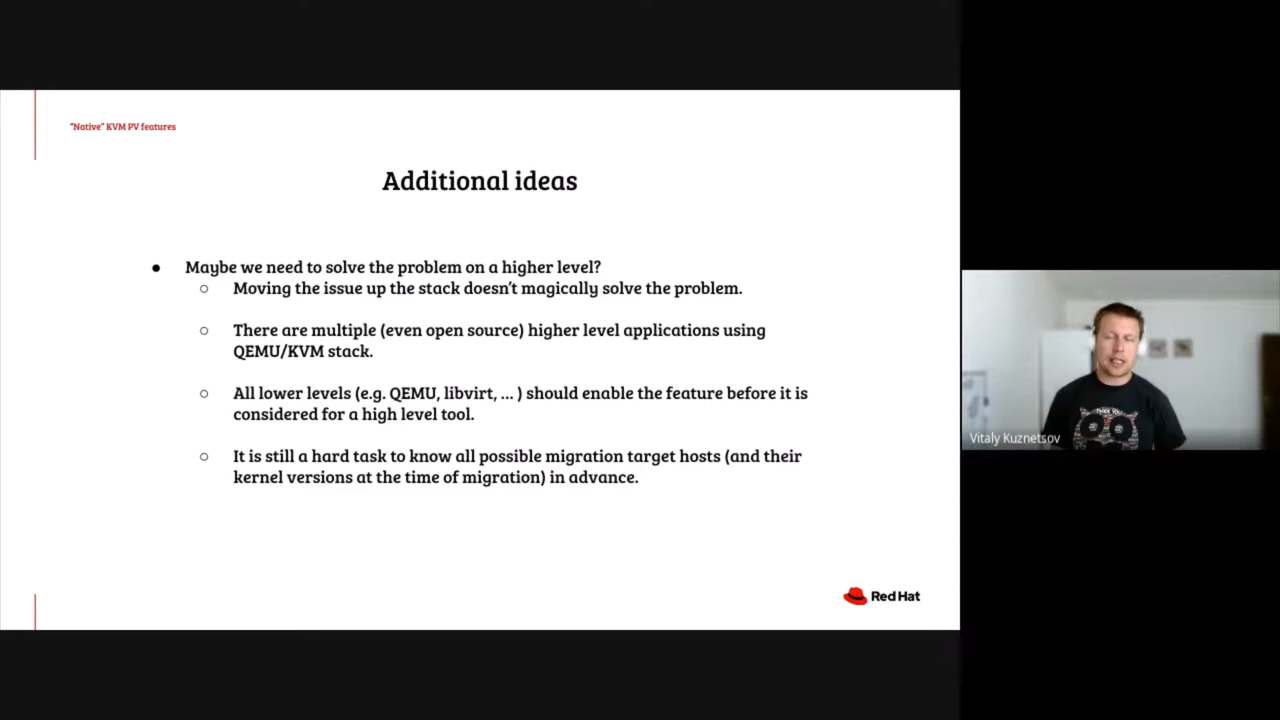 "Native" KVM PV features
Additional ideas
● Maybe we need to solve the problem on a higher level?
○ Moving the issue up the stack doesn't magically solve the problem.
○ There are multiple (even open source) higher level applications using
QEMU/KVM stack.
○ All lower levels (e.g. QEMU, libvirt, ... ) should enable the feature before it is
considered for a high level tool.
○ It is still a hard task to know all possible migration target hosts (and their
kernel versions at the time of migration) in advance.
Red Hat
THANK YOU
Vitaly Kuznetsov